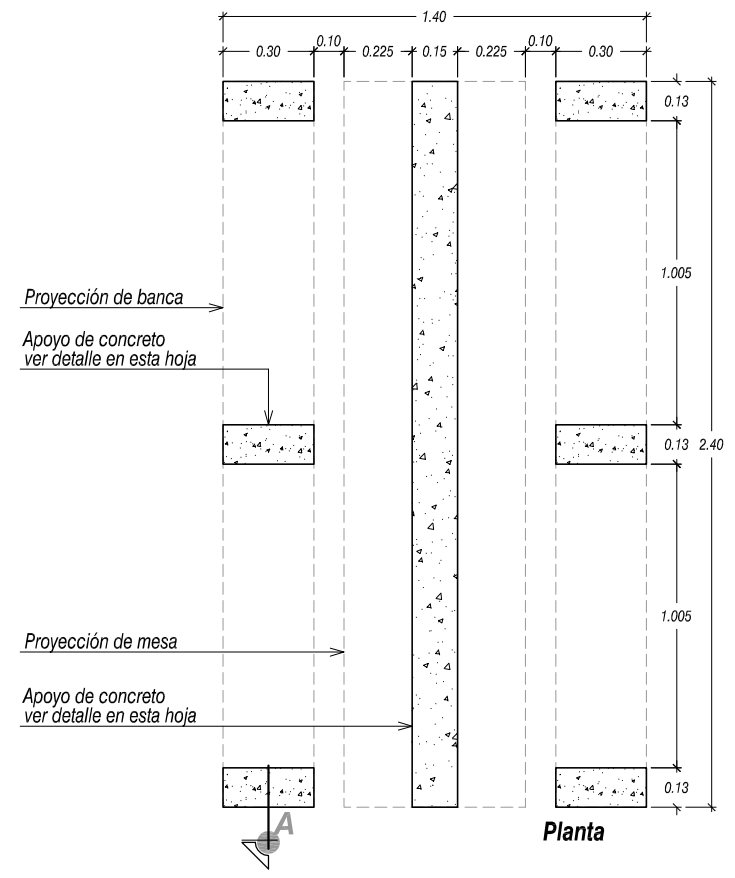 1.40
0.10
0.10
0.30
0.225
0.15
0.225
0.30
0.13
1.005
Proyección de banca
Apoyo de concreto
ver detalle en esta hoja
0.13
2.40
1.005
Proyección de mesa
Apoyo de concreto
ver detalle en esta hoja
0.13
A
Planta